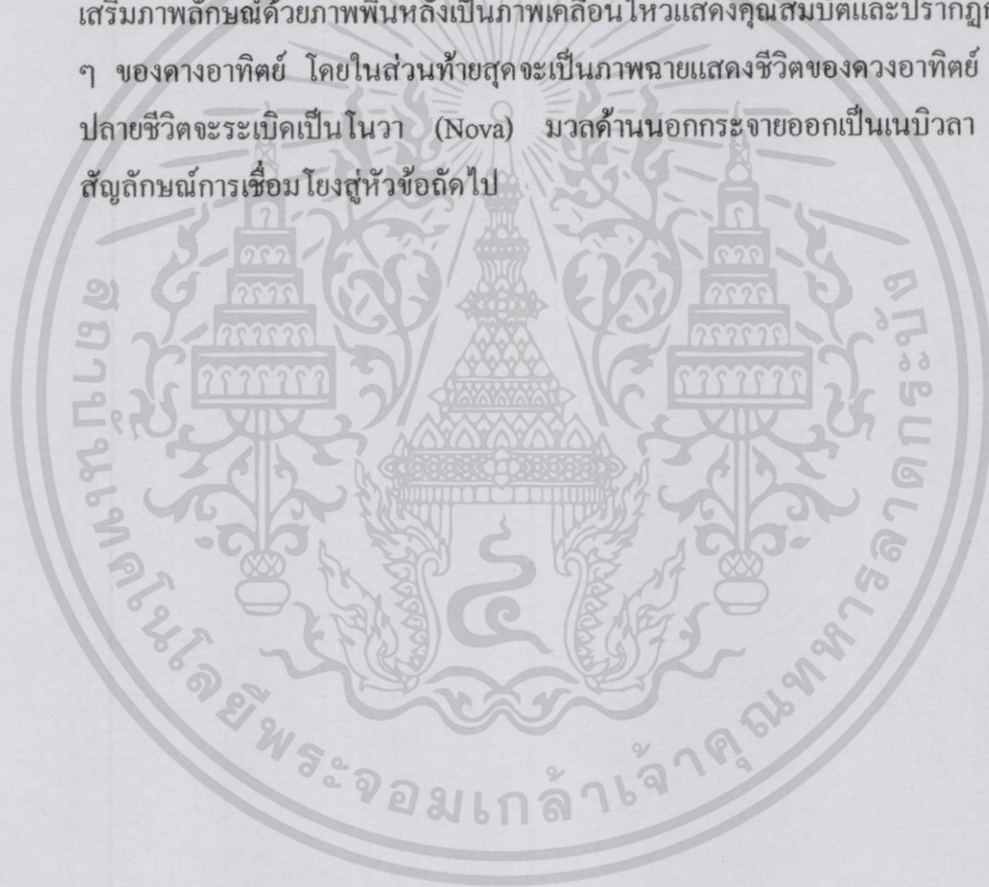 เสริมภาพลักษณ์ด้วยภาพพื้นหลังเป็นภาพเคลื่อนไหวแสดงคุณสมบัติและปรากฏก
ๆ ของดางอาทิตย์ โดยในส่วนท้ายสุดจะเป็นภาพฉายแสดงชีวิตของดวงอาทิตย์
ปลายชีวิตจะระเบิดเป็นโนวา (Nova) มวลด้านนอกกระจายออกเป็นเนบิวลา
สัญลักษณ์การเชื่อมโยงสู่หัวข้อถัดไป
สถาบันเทคโนโลยีพระจอมเกล้าเจ้าคุณทหารลาดกระบัง
๔